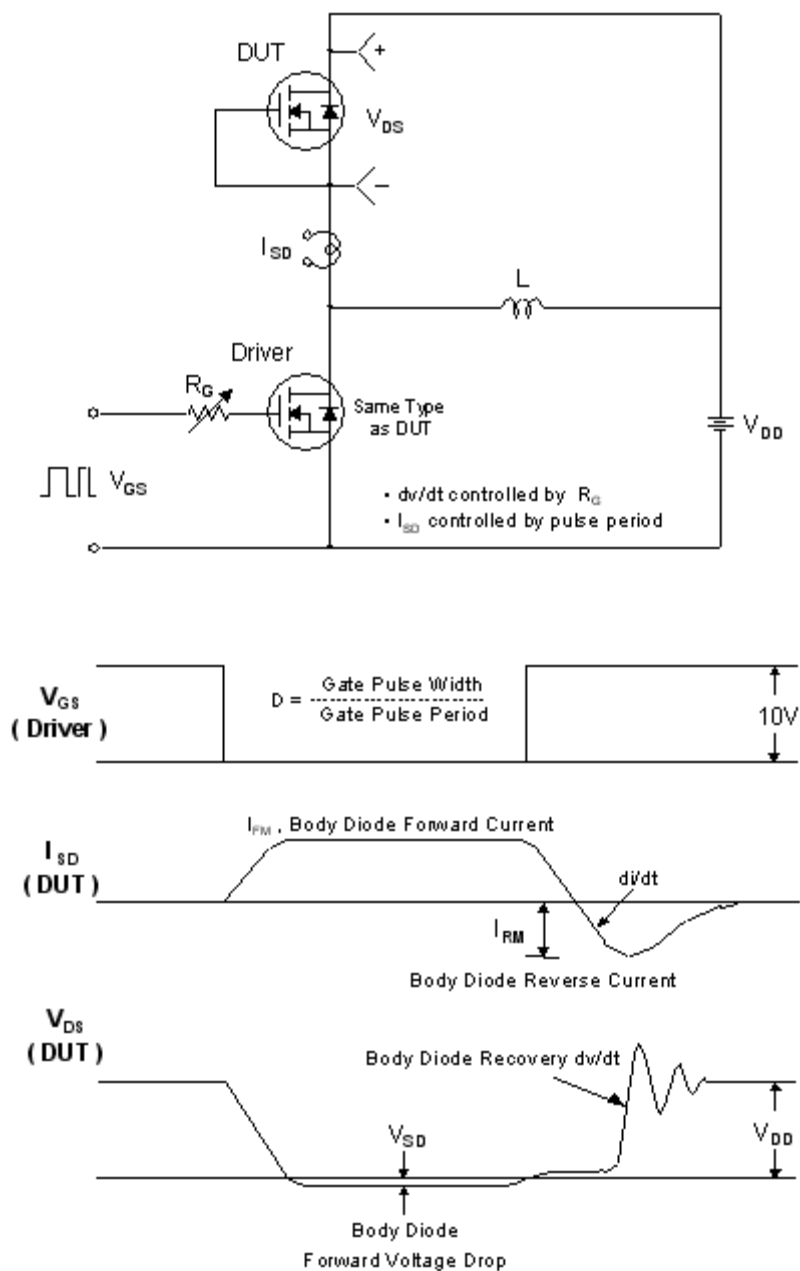 DUT
+
V_DS
−
I_SD
L
Driver
R_G
Same Type
as DUT
V_DD
V_GS
• dv/dt controlled by R_G
• I_SD controlled by pulse period
V_GS
( Driver )
D = Gate Pulse Width
Gate Pulse Period
10V
I_FM , Body Diode Forward Current
I_SD
( DUT )
di/dt
I_RM
Body Diode Reverse Current
V_DS
( DUT )
Body Diode Recovery dv/dt
V_SD
V_DD
Body Diode
Forward Voltage Drop